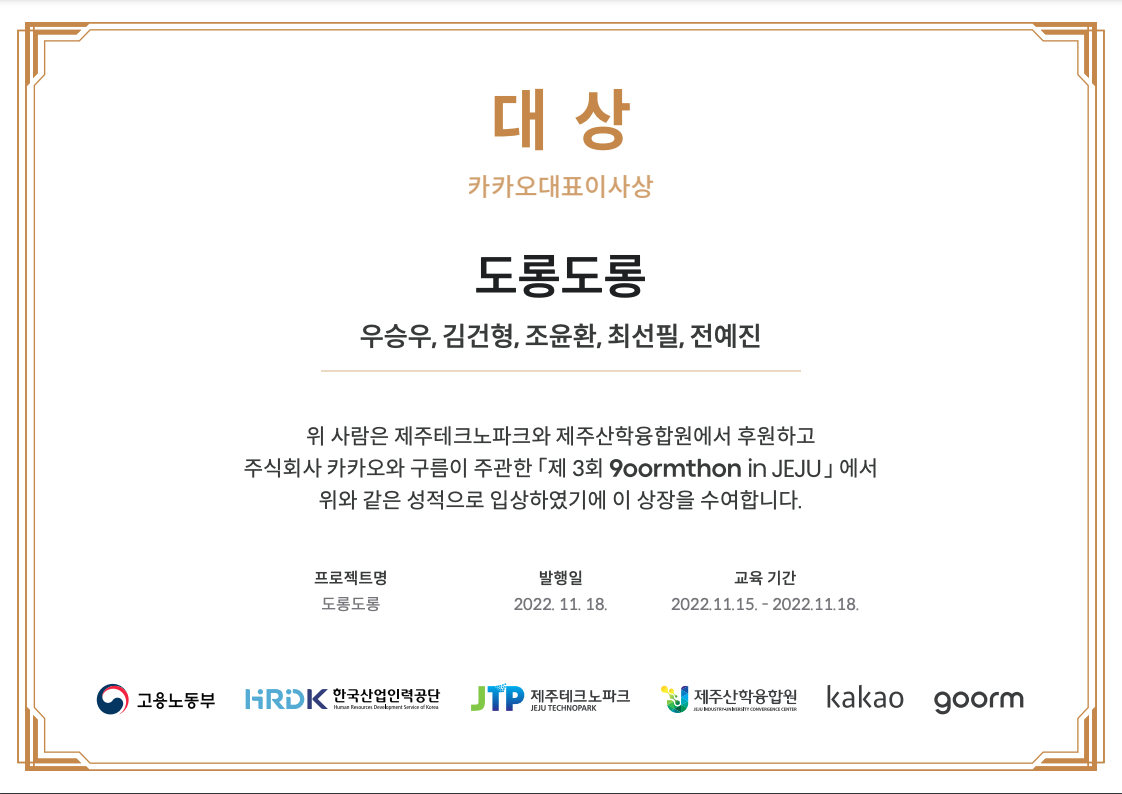 대 상
카카오대표이사상
도롱도롱
우승우, 김건형, 조윤환, 최선필, 전예진
위 사람은 제주테크노파크와 제주산학융합원에서 후원하고
주식회사 카카오와 구름이 주관한 「제 3회 9oormthon in JEJU」 에서
위와 같은 성적으로 입상하였기에 이 상장을 수여합니다.
프로젝트명 발행일 교육 기간
도롱도롱 2022. 11. 18. 2022.11.15. - 2022.11.18.
고용노동부 HRDK 한국산업인력공단 JTP 제주테크노파크 제주산학융합원 kakao goorm
Human Resources Development Service of Korea JEJU TECHNOPARK JEJU INDUSTRY-UNIVERSITY CONVERGENCE CENTER